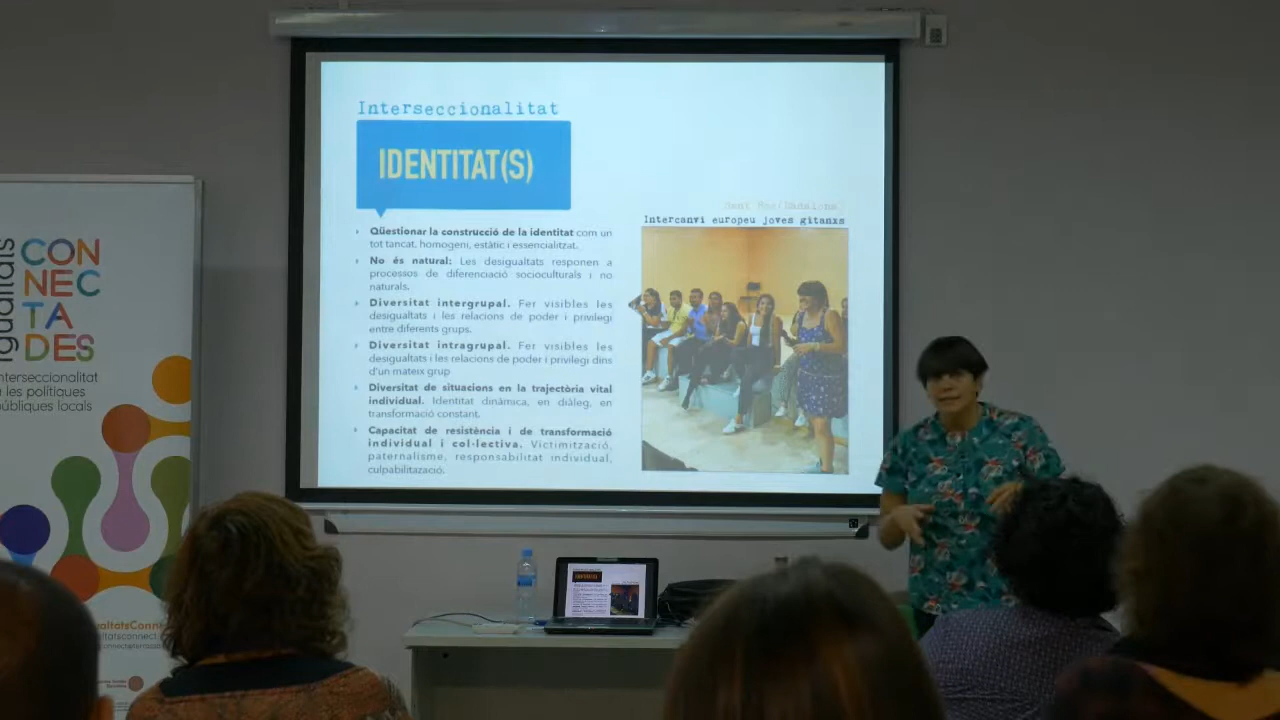 Interseccionalitat
IDENTITAT(S)
Qüestionar la construcció de la identitat com un
tot tancat, homogeni, estàtic i essencialitzat.
No és natural: Les desigualtats responen a
processos de diferenciació socioculturals i no
naturals.
Diversitat intergrupal. Fer visibles les
desigualtats i les relacions de poder i privilegi
entre diferents grups.
Diversitat intragrupal. Fer visibles les
desigualtats i les relacions de poder i privilegi dins
d'un mateix grup
Diversitat de situacions en la trajectòria vital
individual. Identitat dinàmica, en diàleg, en
transformació constant.
Capacitat de resistència i de transformació
individual i col·lectiva. Victimització,
paternalisme, responsabilitat individual,
culpabilització.
Sant Roc(Badalona)
Intercanvi europeu joves gitanxs
Igualtats
CON
NEC
TA
DES
nterseccionalitat
les polítiques
públiques locals